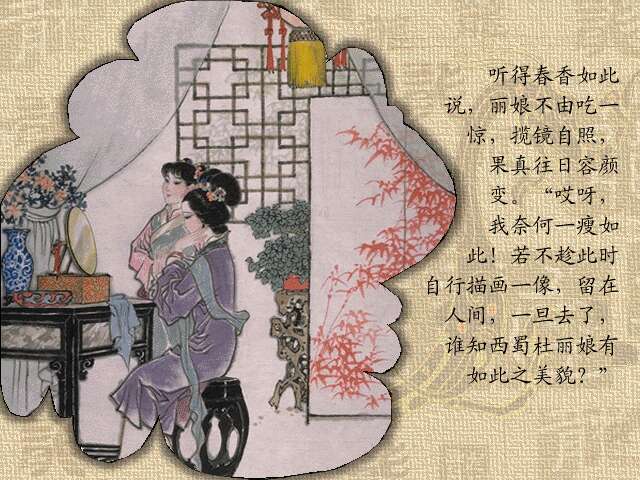 听得春香如此
说，丽娘不由吃一
惊，揽镜自照，
果真往日容颜
变。“哎呀，
我奈何一瘦如
此！若不趁此时
自行描画一像，留在
人间，一旦去了，
谁知西蜀杜丽娘有
如此之美貌？”